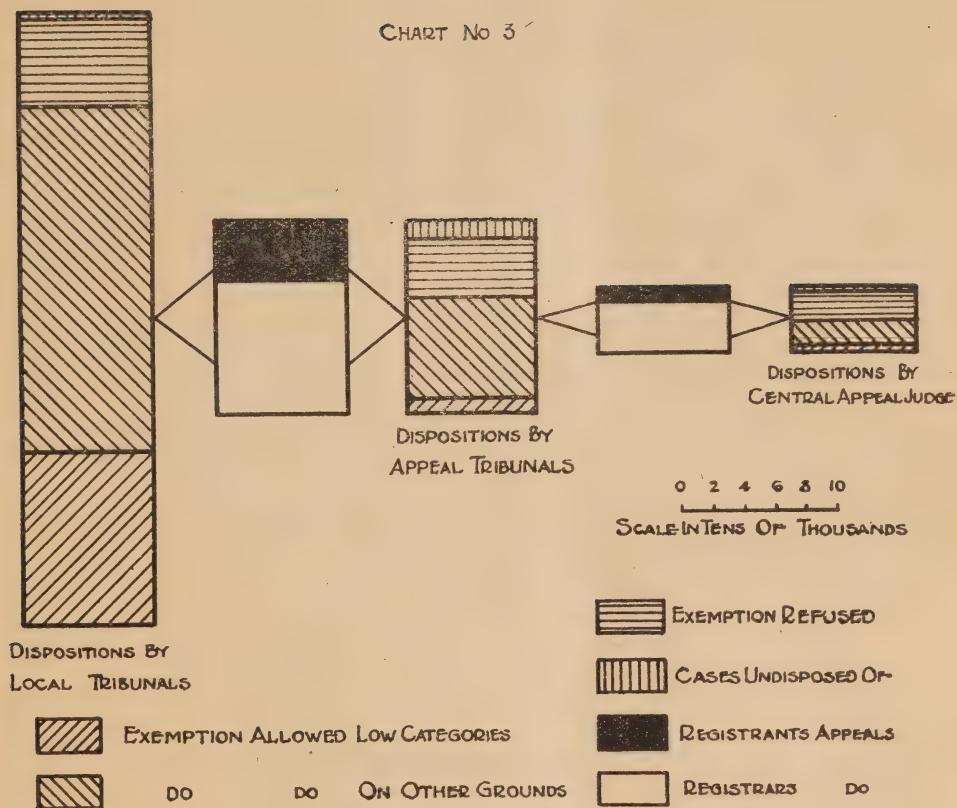 CHART No 3
DISPOSITIONS BY
CENTRAL APPEAL JUDGE
DISPOSITIONS BY
APPEAL TRIBUNALS
0 2 4 6 8 10
SCALE IN TENS OF THOUSANDS
DISPOSITIONS BY
LOCAL TRIBUNALS
EXEMPTION REFUSED
CASES UNDISPOSED OF
EXEMPTION ALLOWED LOW CATEGORIES
REGISTRANTS APPEALS
DO DO ON OTHER GROUNDS
REGISTRARS DO